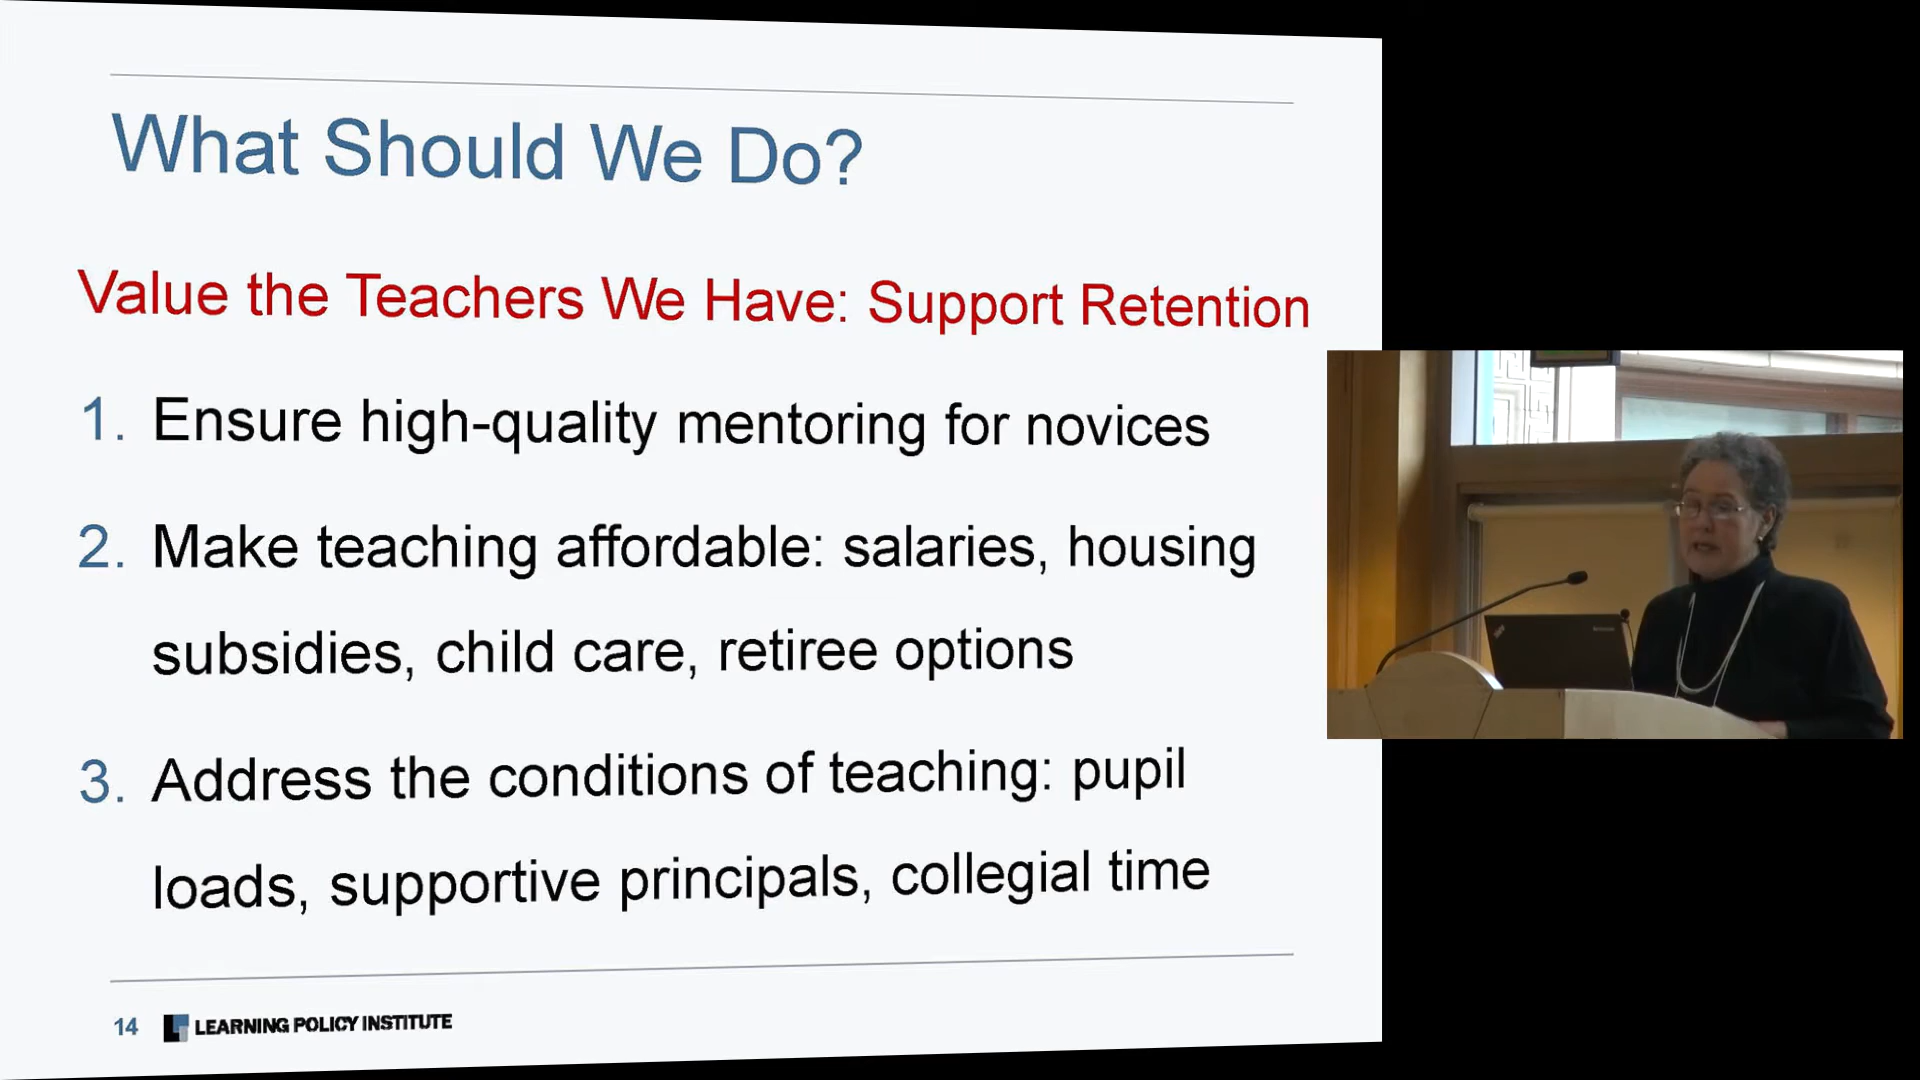 What Should We Do?
Value the Teachers We Have: Support Retention
1. Ensure high-quality mentoring for novices
2. Make teaching affordable: salaries, housing
subsidies, child care, retiree options
3. Address the conditions of teaching: pupil
loads, supportive principals, collegial time
14 LEARNING POLICY INSTITUTE